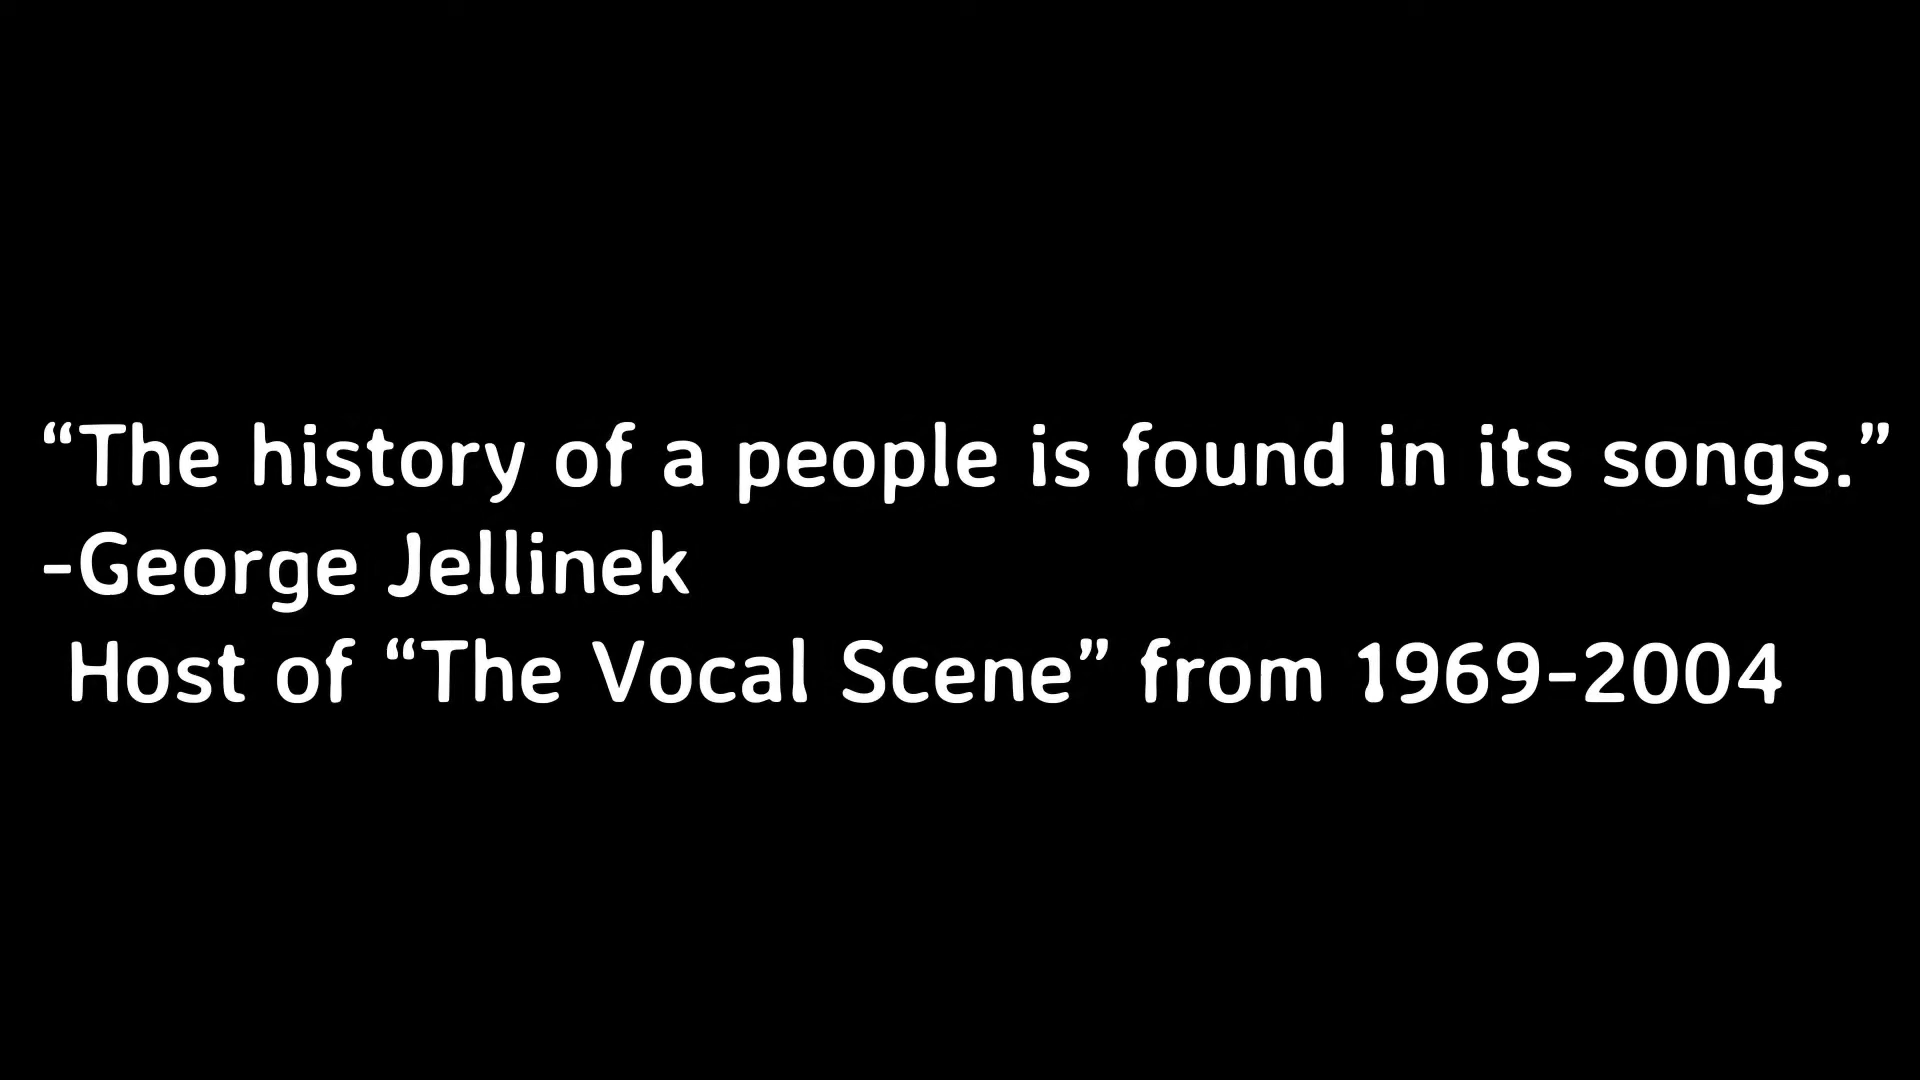 “The history of a people is found in its songs.”
-George Jellinek
Host of “The Vocal Scene” from 1969-2004